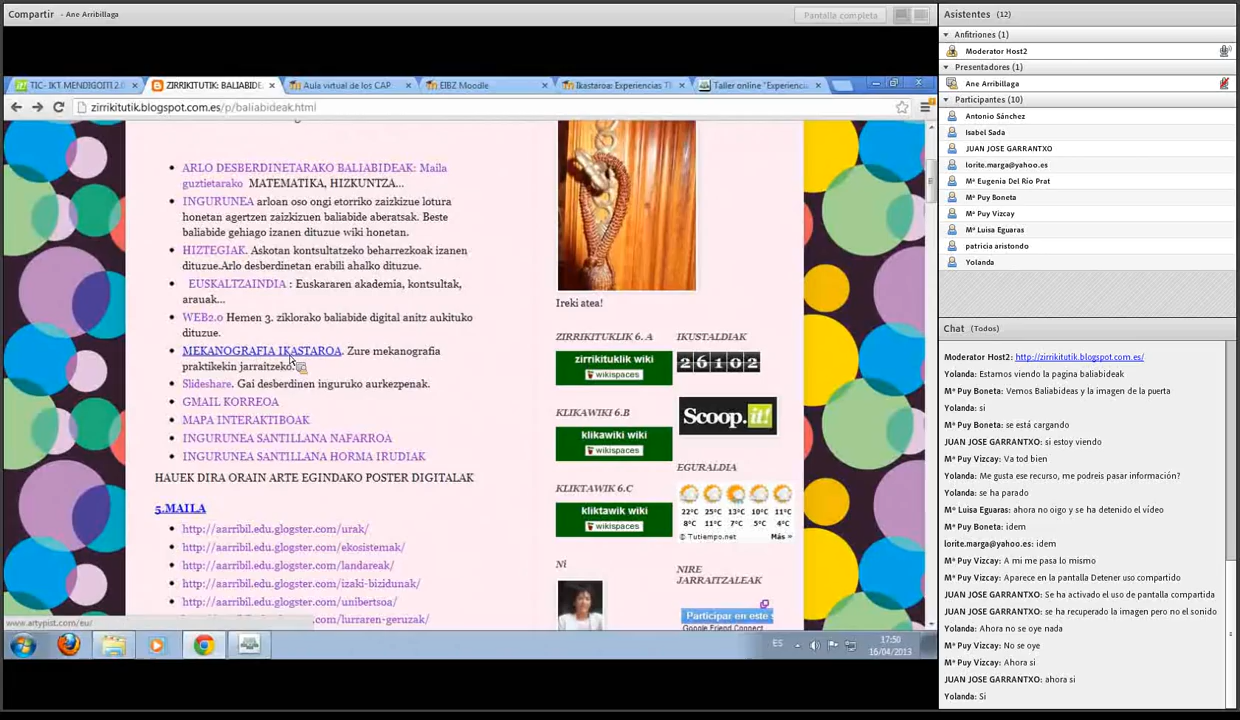 Compartir - Ane Arribillaga
Pantalla completa
TIC- IKT MENDIGOITI 2.0
ZIRRIKITUTIK: BALIABIDE
Aula virtual de los CAP
EIBZ Moodle
Ikastaroa: Experiencias TI
Taller online "Experiencia
zirrikitutik.blogspot.com.es/p/baliabideak.html
ARLO DESBERDINETARAKO BALIABIDEAK: Maila
guztietarako MATEMATIKA, HIZKUNTZA...
INGURUNEA arloan oso ongi etorriko zaizkizue lotura
honetan agertzen zaizkizuen baliabide aberatsak. Beste
baliabide gehiago izanen dituzue wiki honetan.
HIZTEGIAK. Askotan kontsultatzeko beharrezkoak izanen
dituzue.Arlo desberdinetan erabili ahalko dituzue.
EUSKALTZAINDIA : Euskararen akademia, kontsultak,
arauak...
WEB2.0 Hemen 3. ziklorako baliabide digital anitz aukituko
dituzue.
MEKANOGRAFIA IKASTAROA. Zure mekanografia
praktikekin jarraitzeko.
Slideshare. Gai desberdinen inguruko aurkezpenak.
GMAIL KORREOA
MAPA INTERAKTIBOAK
INGURUNEA SANTILLANA NAFARROA
INGURUNEA SANTILLANA HORMA IRUDIAK
HAUEK DIRA ORAIN ARTE EGINDAKO POSTER DIGITALAK
5.MAILA
http://aarribil.edu.glogster.com/urak/
http://aarribil.edu.glogster.com/ekosistemak/
http://aarribil.edu.glogster.com/landareak/
http://aarribil.edu.glogster.com/izaki-bizidunak/
http://aarribil.edu.glogster.com/unibertsoa/
.com/lurraren-geruzak/
www.artypist.com/eu/
Ireki atea!
ZIRRIKITUKLIK 6. A
zirrikituklik wiki
wikispaces
KLIKAWIKI 6.B
klikawiki wiki
wikispaces
KLIKTAWIK 6.C
kliktawik wiki
wikispaces
Ni
IKUSTALDIAK
26102
Scoop.it!
EGURALDIA
22°C 25°C 13°C 10°C 11°C
8°C 11°C 7°C 5°C 4°C
© Tutiempo.net Más »
NIRE
JARRAITZALEAK
Participar en este s
Google Friend Connect
ES
17:50
16/04/2013
Asistentes (12)
Anfitriones (1)
Moderator Host2
Presentadores (1)
Ane Arribillaga
Participantes (10)
Antonio Sánchez
Isabel Sada
JUAN JOSE GARRANTXO
lorite.marga@yahoo.es
Mª Eugenia Del Río Prat
Mª Puy Boneta
Mª Puy Vizcay
Mª Luisa Eguaras
patricia aristondo
Yolanda
Chat (Todos)
Moderator Host2: http://zirrikitutik.blogspot.com.es/
Yolanda: Estamos viendo la pagina baliabideak
Mª Puy Boneta: Vemos Baliabideas y la imagen de la puerta
Yolanda: si
Mª Puy Boneta: se está cargando
JUAN JOSE GARRANTXO: si estoy viendo
Mª Puy Vizcay: Va tod bien
Yolanda: Me gusta ese recurso, me podreis pasar información?
Yolanda: se ha parado
Mª Luisa Eguaras: ahora no oigo y se ha detenido el vídeo
Mª Puy Boneta: idem
lorite.marga@yahoo.es: idem
Mª Puy Vizcay: A mi me pasa lo mismo
Mª Puy Vizcay: Aparece en la pantalla Detener uso compartido
JUAN JOSE GARRANTXO: Se ha activado el uso de pantalla compartida
JUAN JOSE GARRANTXO: se ha recuperado la imagen pero no el sonido
Yolanda: Ahora no se oye nada
Mª Puy Vizcay: No se oye
Mª Puy Vizcay: Ahora si
JUAN JOSE GARRANTXO: ahora si
Yolanda: Si